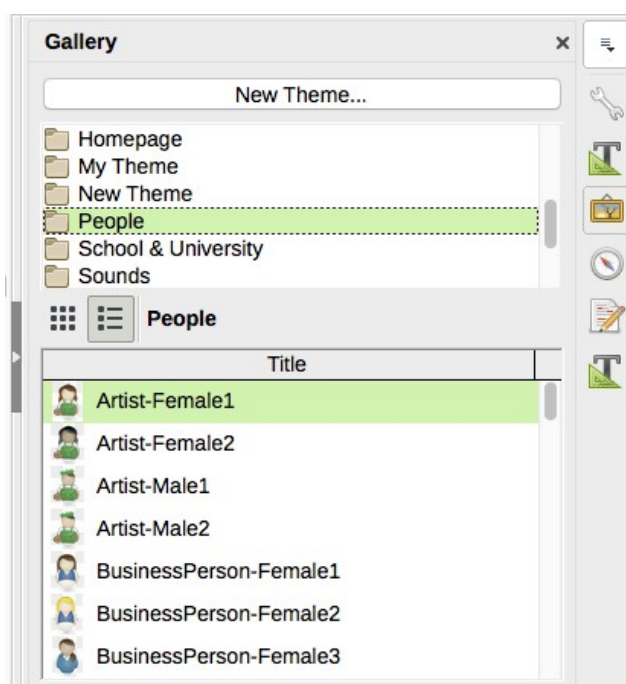 Gallery
New Theme...
Homepage
My Theme
New Theme
People
School & University
Sounds
People
Title
Artist-Female1
Artist-Female2
Artist-Male1
Artist-Male2
BusinessPerson-Female1
BusinessPerson-Female2
BusinessPerson-Female3